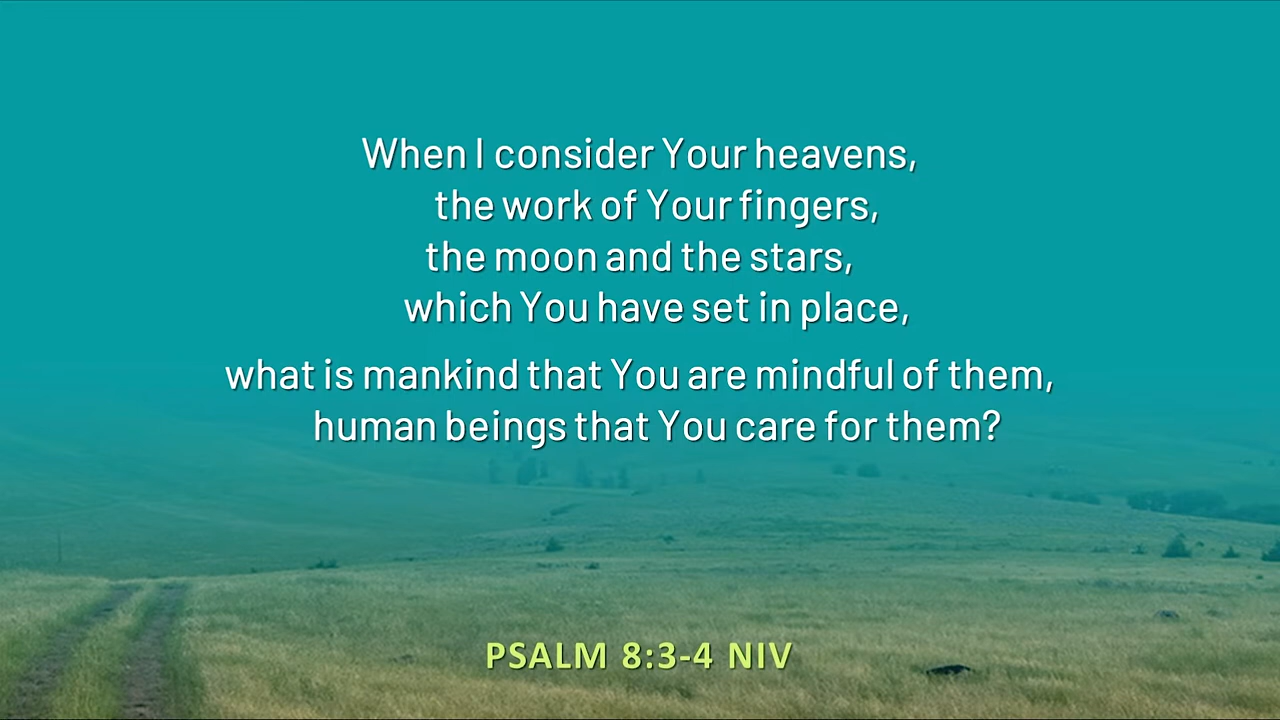 When I consider Your heavens,
the work of Your fingers,
the moon and the stars,
which You have set in place,
what is mankind that You are mindful of them,
human beings that You care for them?
PSALM 8:3-4 NIV